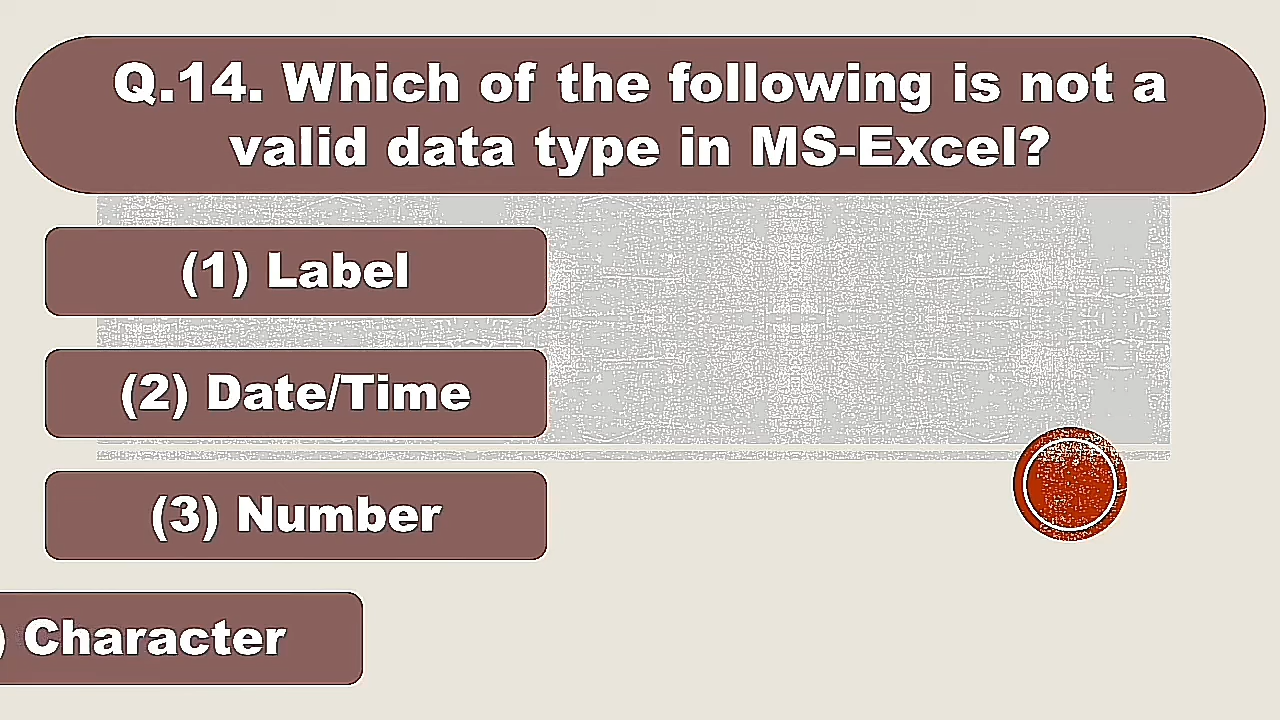 Q.14. Which of the following is not a
valid data type in MS-Excel?
(1) Label
(2) Date/Time
(3) Number
) Character